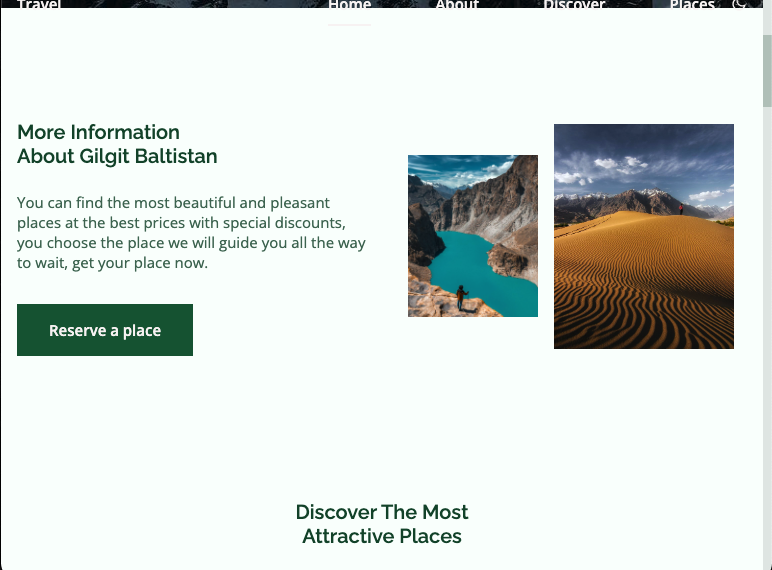 Travel
Home About Discover Places
More Information
About Gilgit Baltistan
You can find the most beautiful and pleasant
places at the best prices with special discounts,
you choose the place we will guide you all the way
to wait, get your place now.
Reserve a place
Discover The Most
Attractive Places